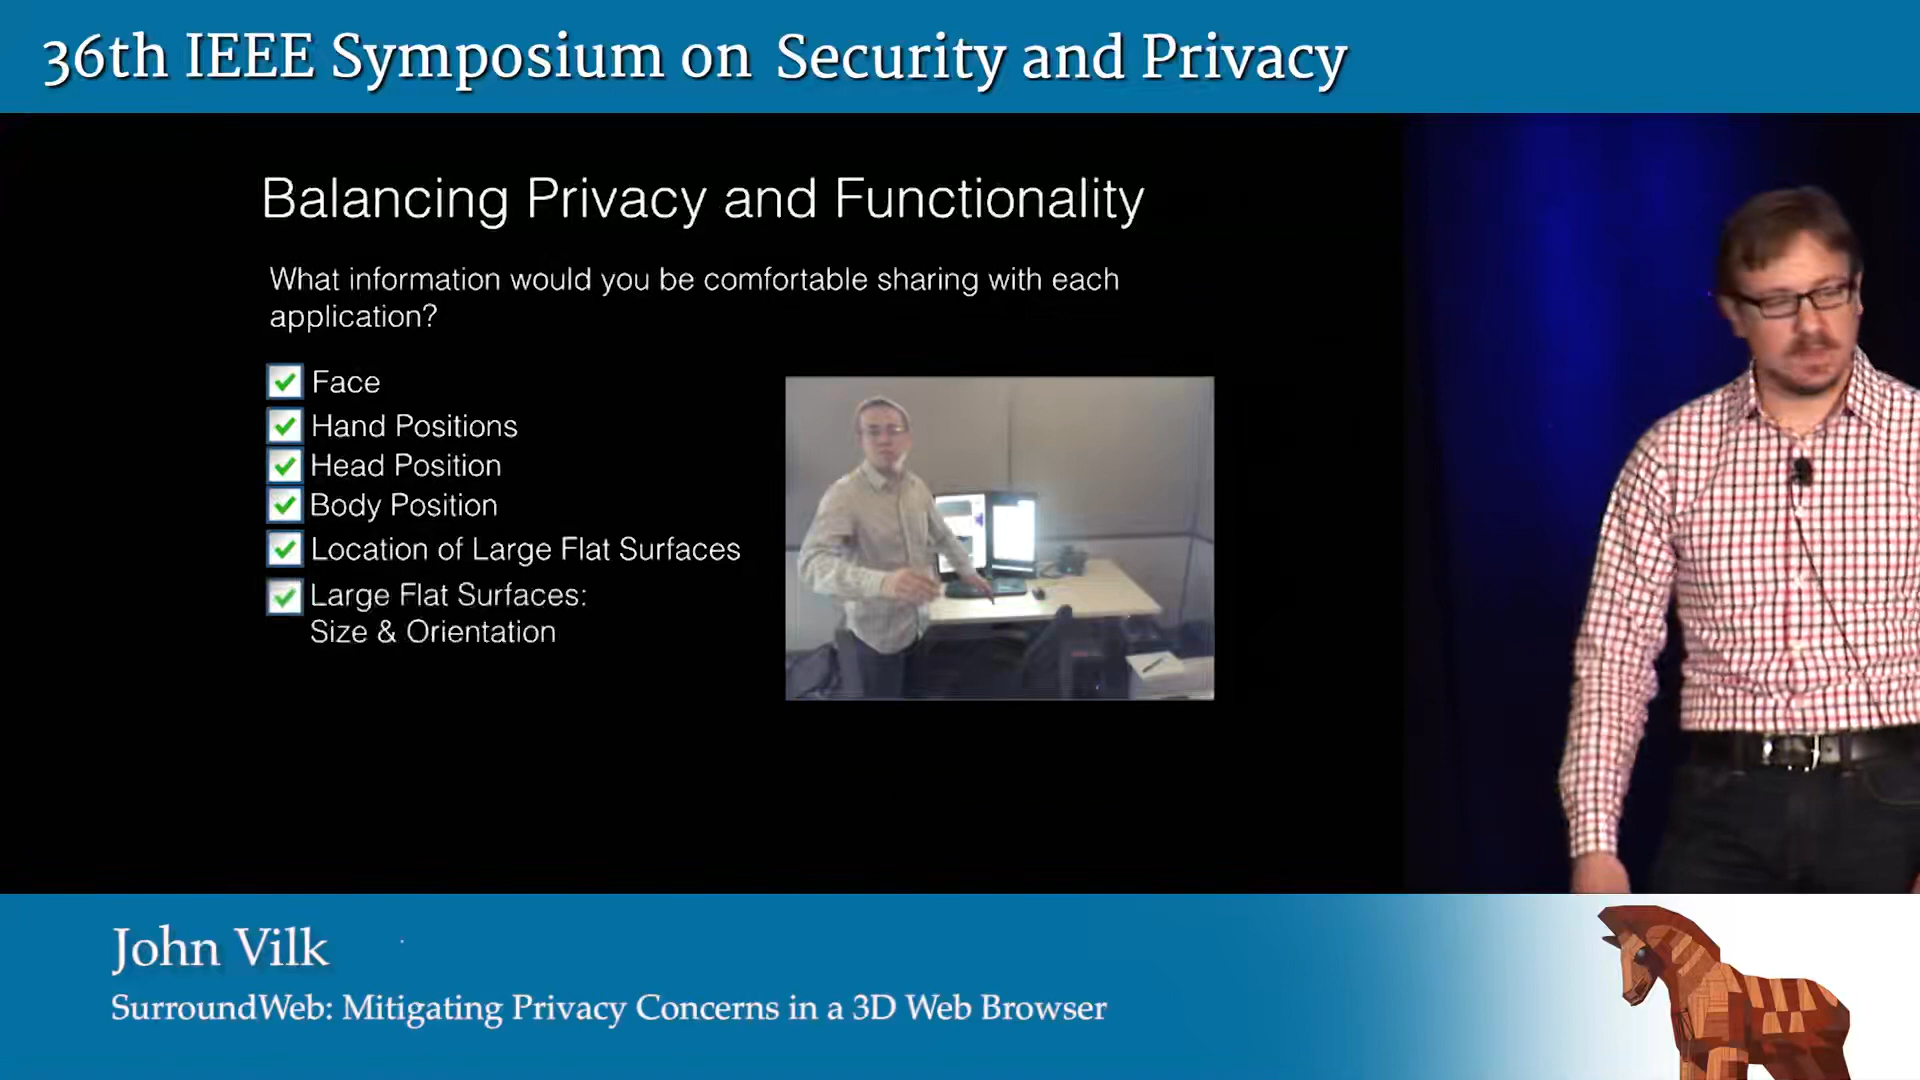 36th IEEE Symposium on Security and Privacy
Balancing Privacy and Functionality
What information would you be comfortable sharing with each
application?
Face
Hand Positions
Head Position
Body Position
Location of Large Flat Surfaces
Large Flat Surfaces:
Size & Orientation
John Vilk
SurroundWeb: Mitigating Privacy Concerns in a 3D Web Browser